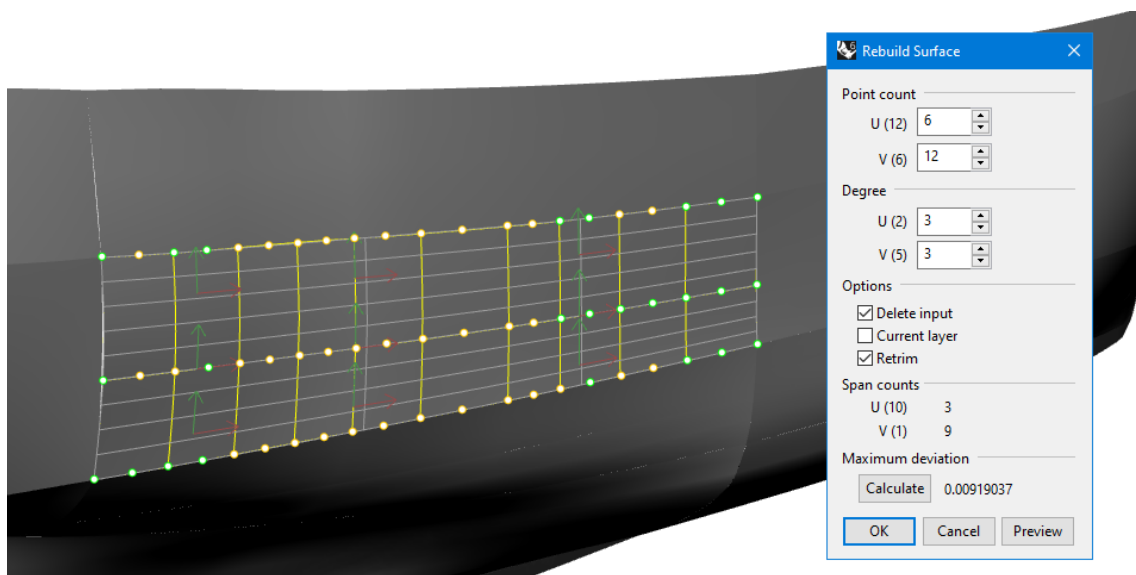 Rebuild Surface
Point count
U (12) 6
V (6) 12
Degree
U (2) 3
V (5) 3
Options
Delete input
Current layer
Retrim
Span counts
U (10) 3
V (1) 9
Maximum deviation
Calculate 0.00919037
OK Cancel Preview